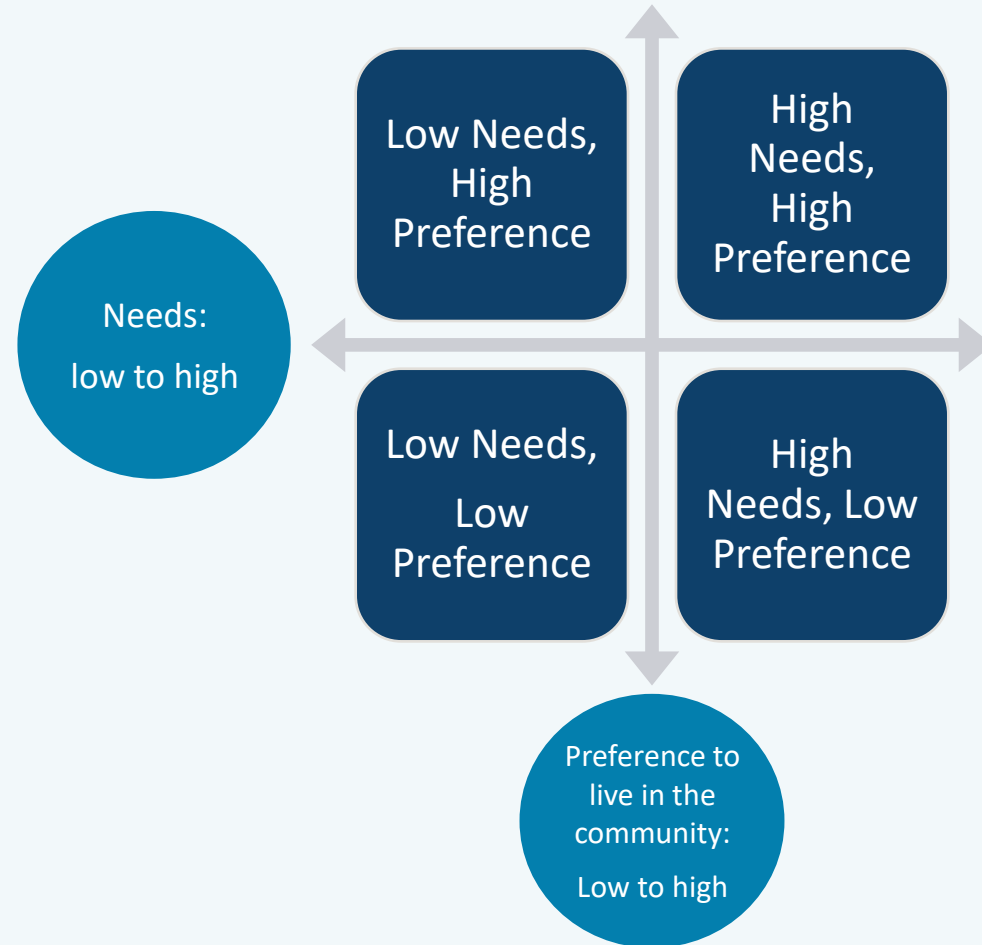 Low Needs,
High
Preference
High
Needs,
High
Preference
Needs:
low to high
Low Needs,
Low
Preference
High
Needs, Low
Preference
Preference to
live in the
community:
Low to high